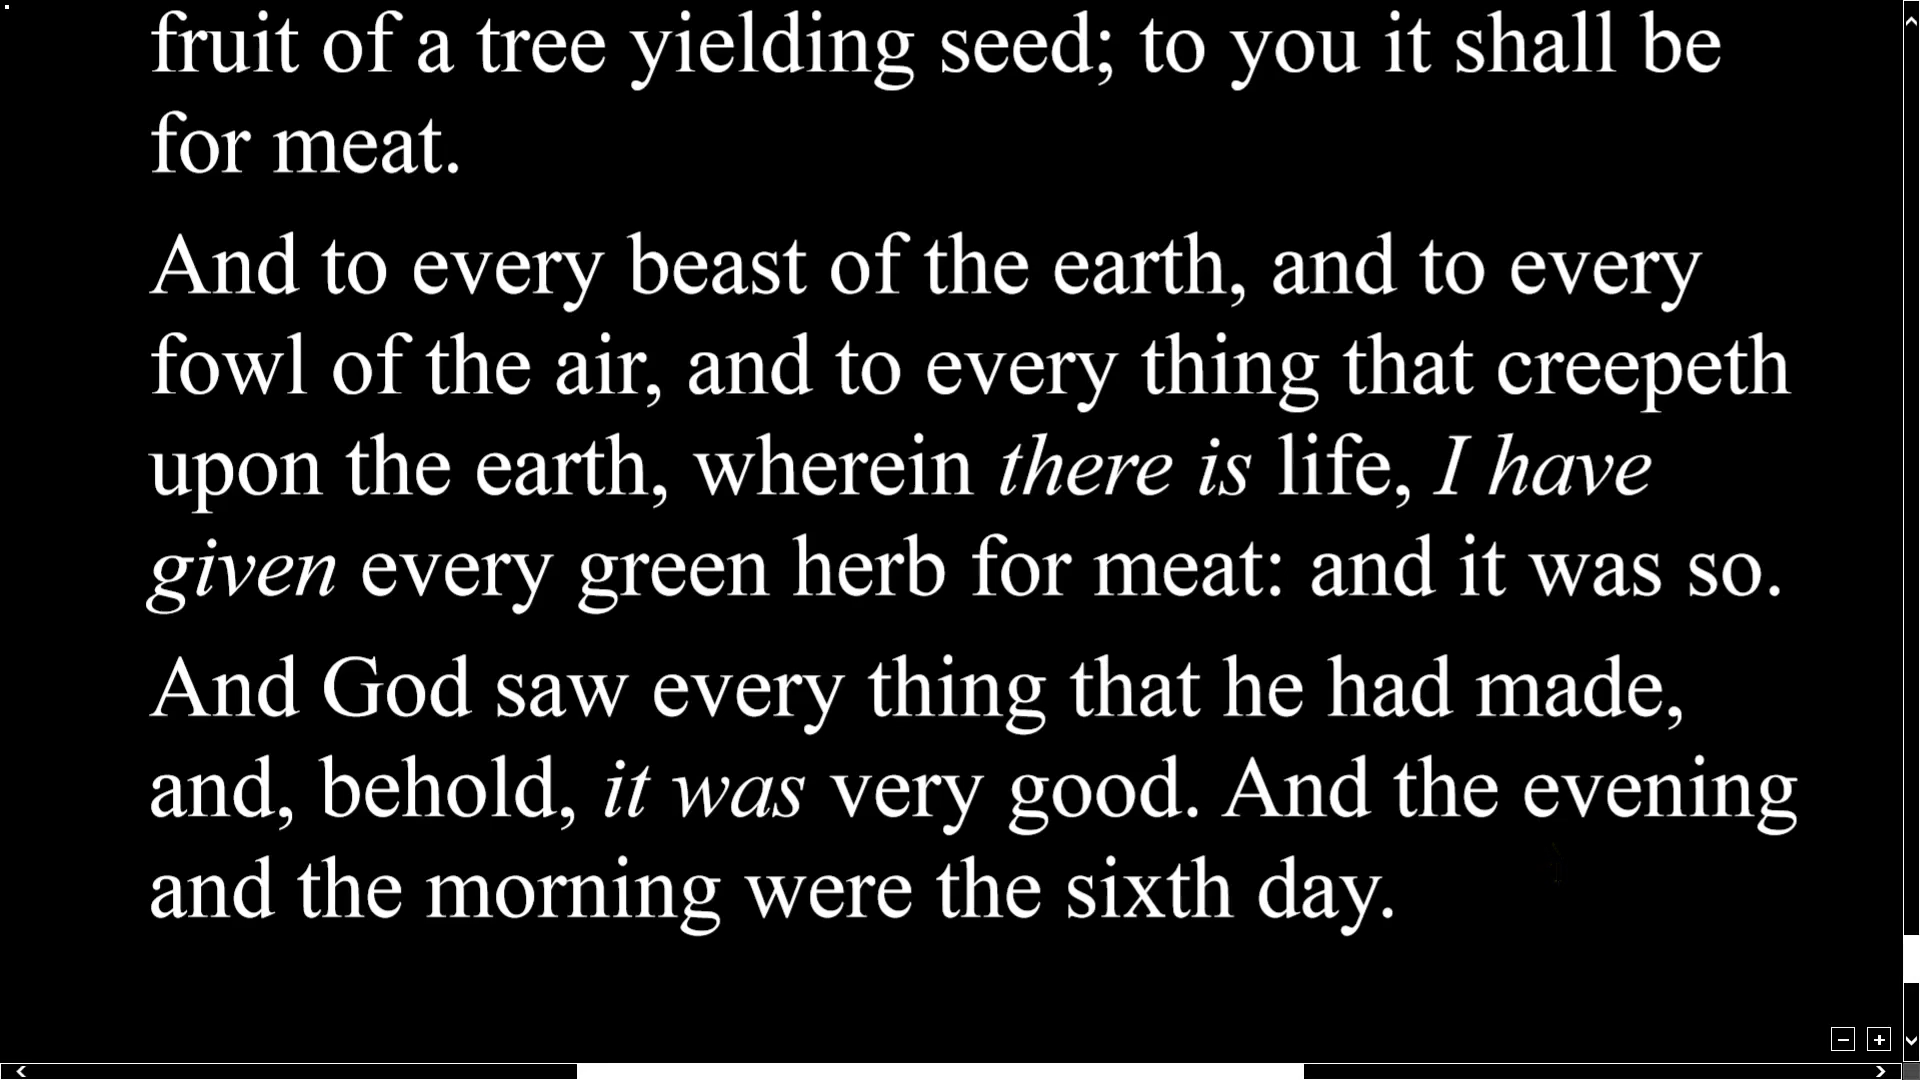 fruit of a tree yielding seed; to you it shall be
for meat.
And to every beast of the earth, and to every
fowl of the air, and to every thing that creepeth
upon the earth, wherein there is life, I have
given every green herb for meat: and it was so.
And God saw every thing that he had made,
and, behold, it was very good. And the evening
and the morning were the sixth day.